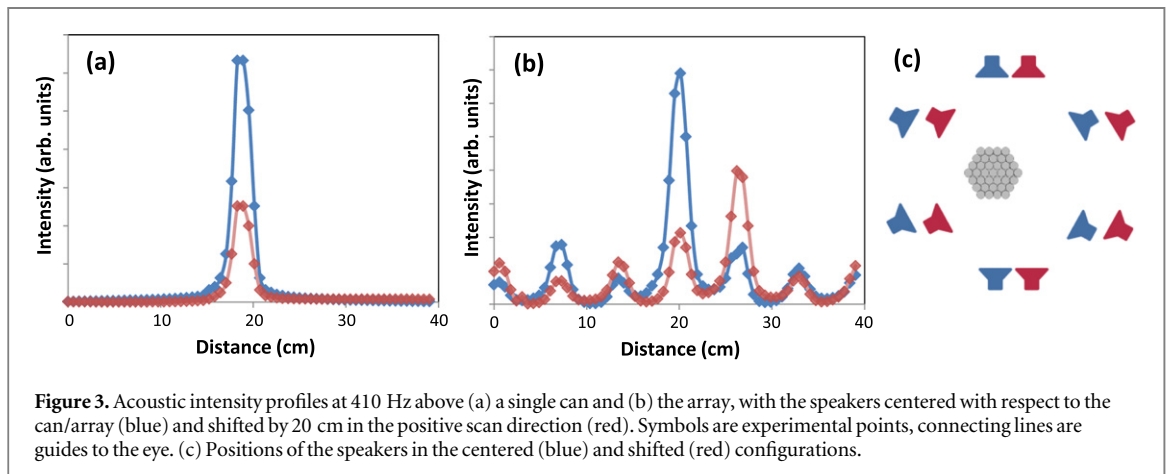 (a)
Intensity (arb. units)
0 10 20 30 40
Distance (cm)
(b)
Intensity (arb. units)
0 10 20 30 40
Distance (cm)
(c)
Figure 3. Acoustic intensity profiles at 410 Hz above (a) a single can and (b) the array, with the speakers centered with respect to the
can/array (blue) and shifted by 20 cm in the positive scan direction (red). Symbols are experimental points, connecting lines are
guides to the eye. (c) Positions of the speakers in the centered (blue) and shifted (red) configurations.